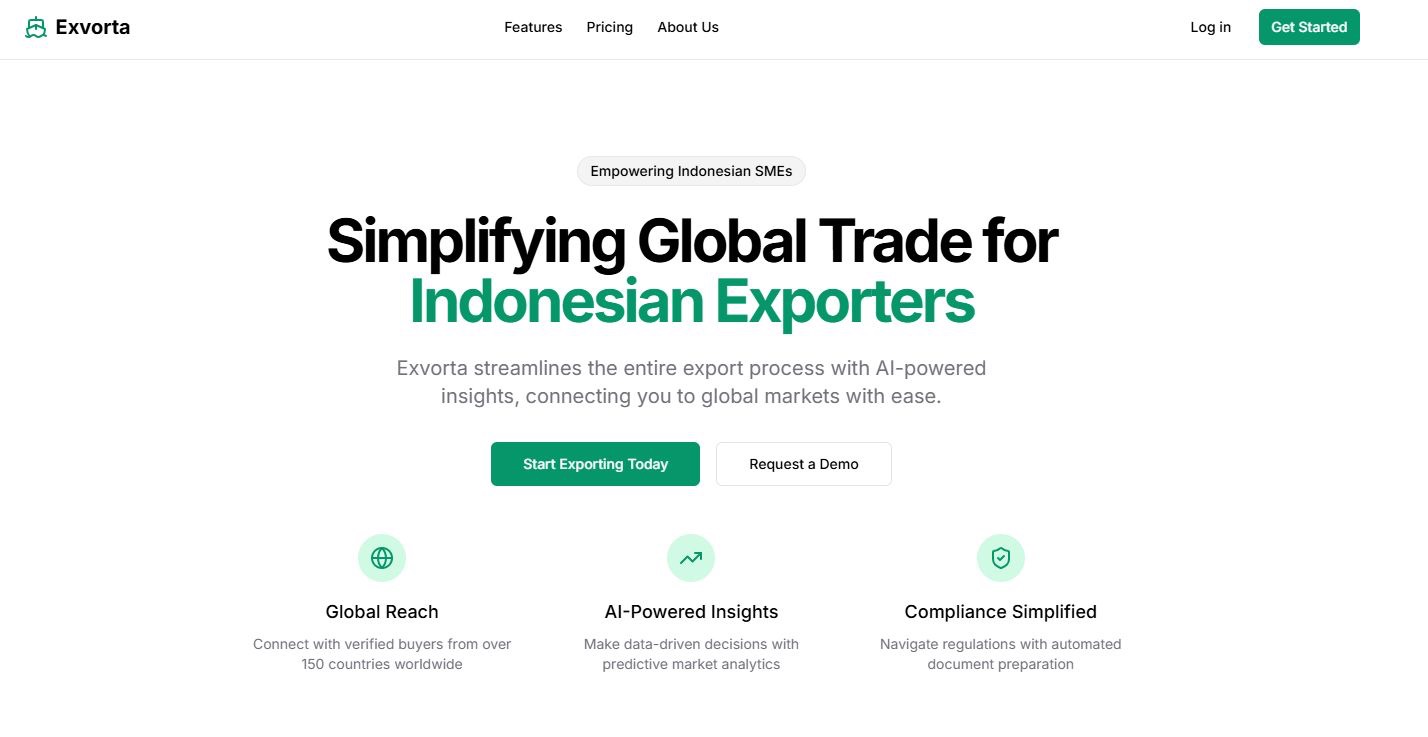 Exvorta
Features
Pricing
About Us
Log in
Get Started
Empowering Indonesian SMEs
Simplifying Global Trade for
Indonesian Exporters
Exvorta streamlines the entire export process with AI-powered
insights, connecting you to global markets with ease.
Start Exporting Today
Request a Demo
Global Reach
Connect with verified buyers from over
150 countries worldwide
AI-Powered Insights
Make data-driven decisions with
predictive market analytics
Compliance Simplified
Navigate regulations with automated
document preparation